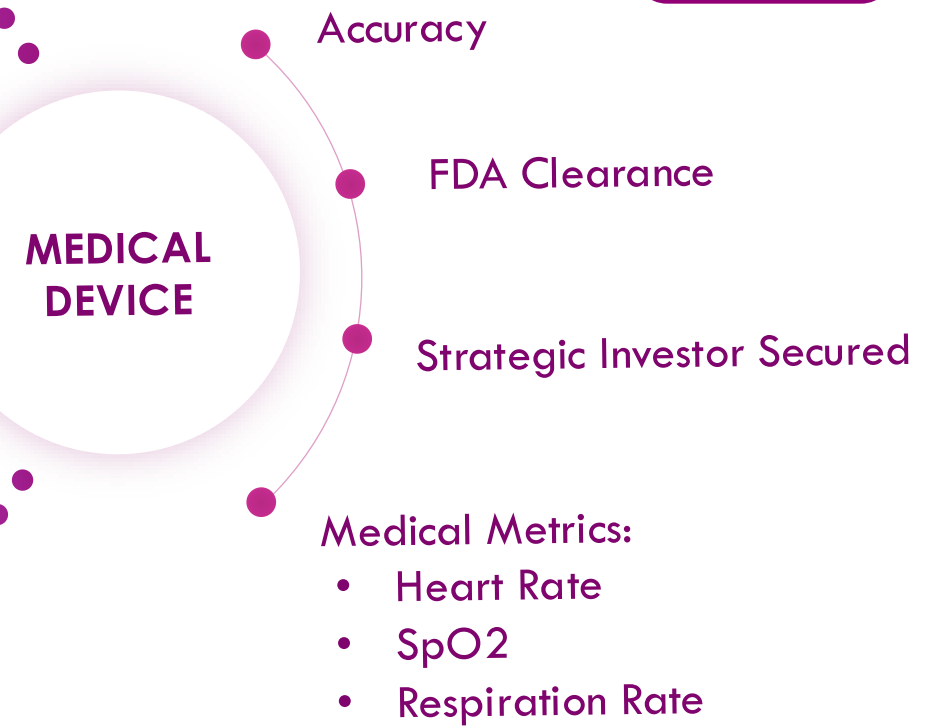 Accuracy
FDA Clearance
MEDICAL
DEVICE
Strategic Investor Secured
Medical Metrics:
• Heart Rate
• SpO2
• Respiration Rate